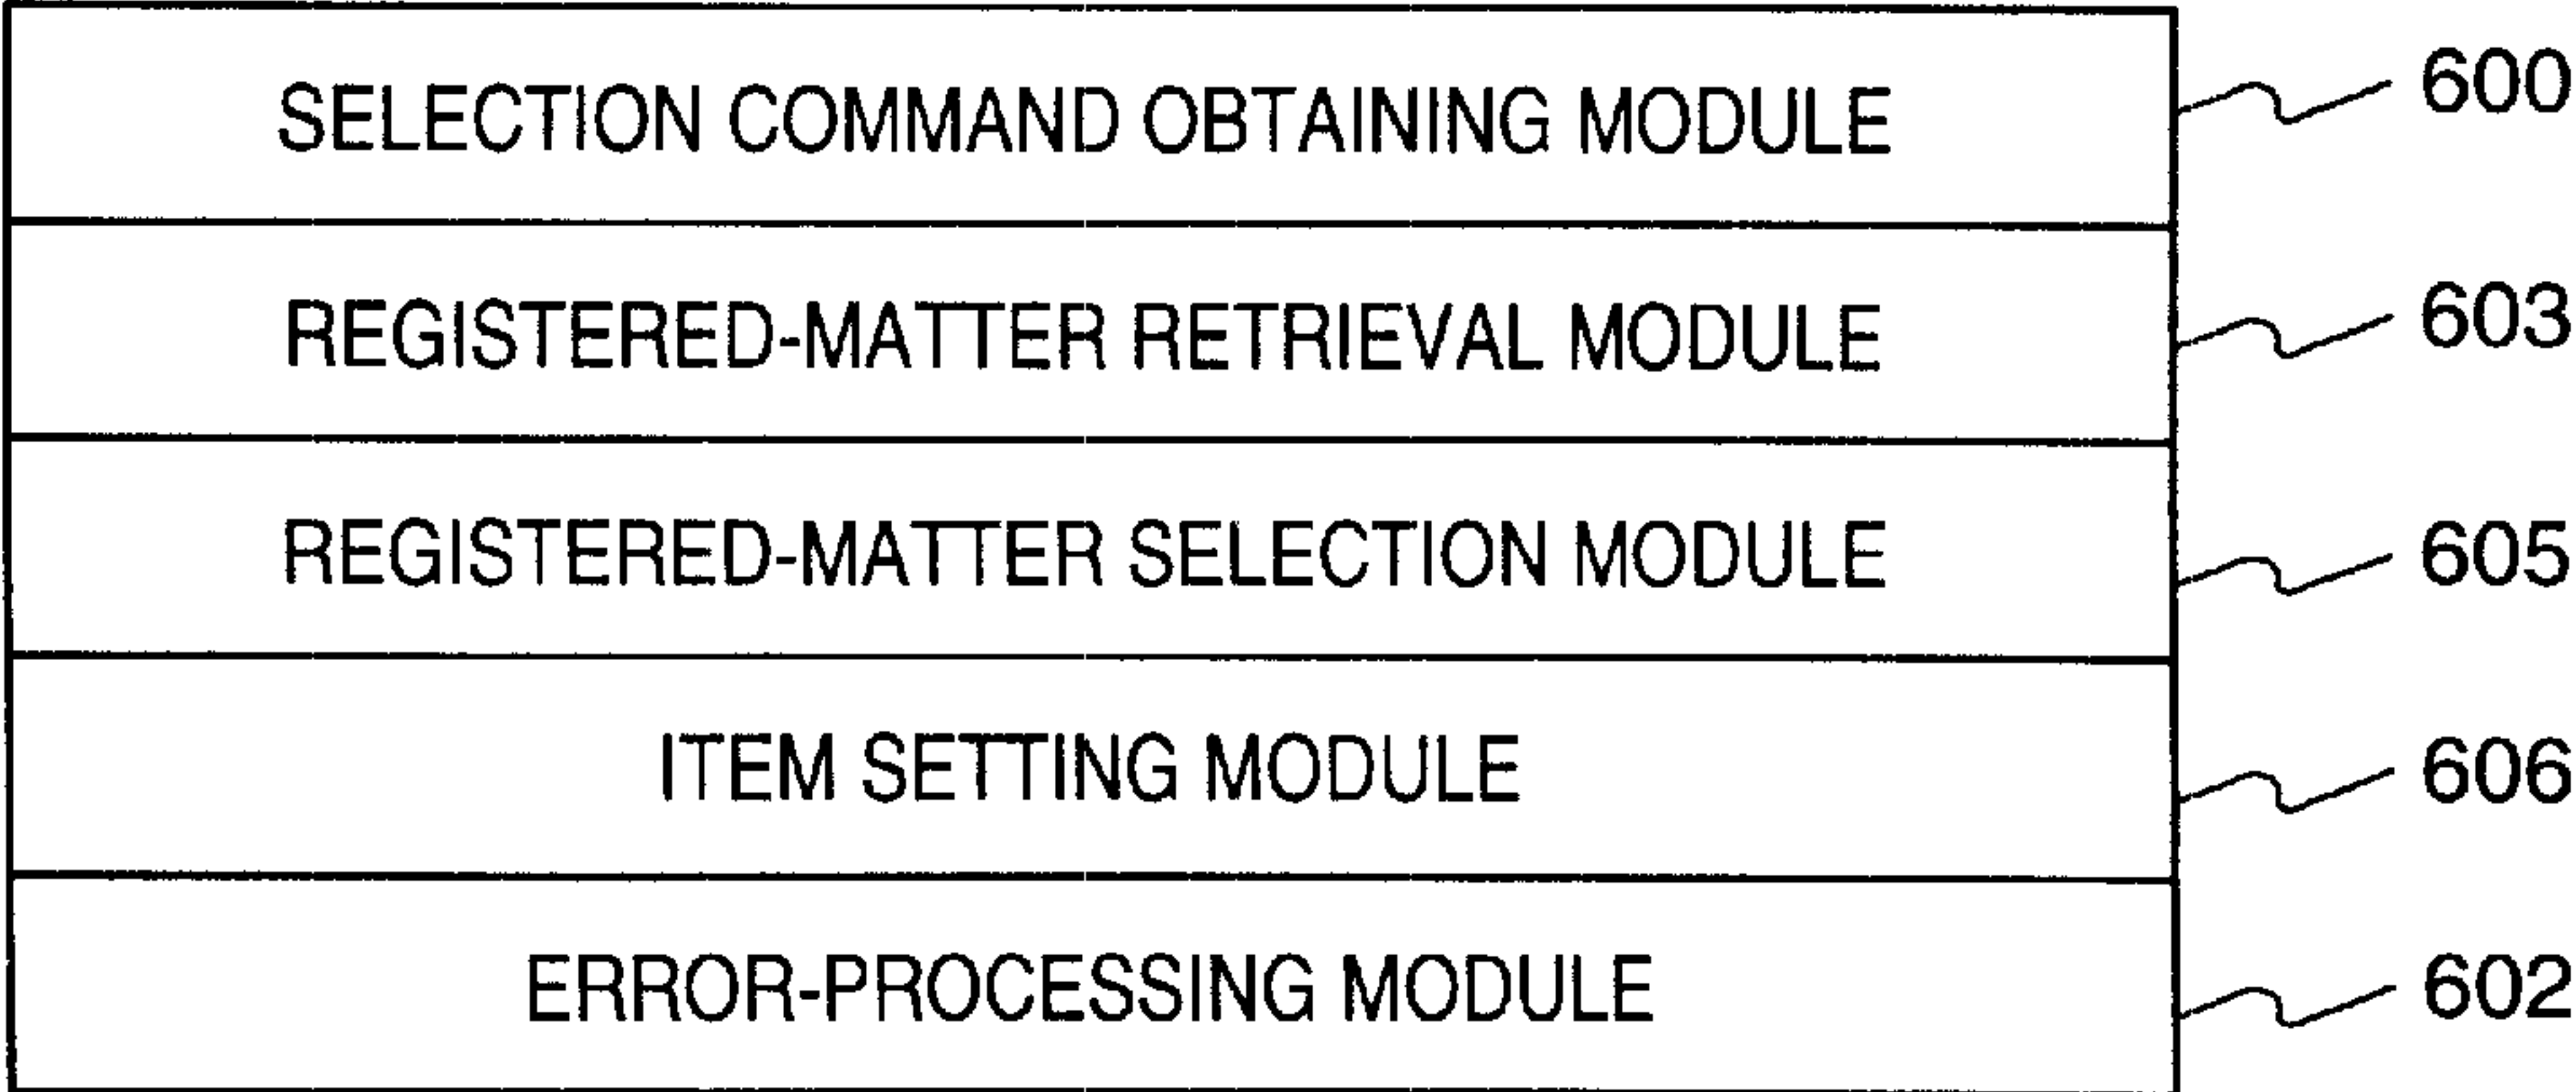 SELECTION COMMAND OBTAINING MODULE 600
REGISTERED-MATTER RETRIEVAL MODULE 603
REGISTERED-MATTER SELECTION MODULE 605
ITEM SETTING MODULE 606
ERROR-PROCESSING MODULE 602